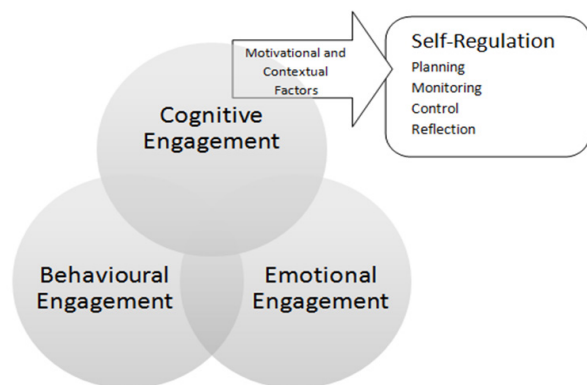 Motivational and
Contextual
Factors
Self-Regulation
Planning
Monitoring
Control
Reflection
Cognitive
Engagement
Behavioural
Engagement
Emotional
Engagement